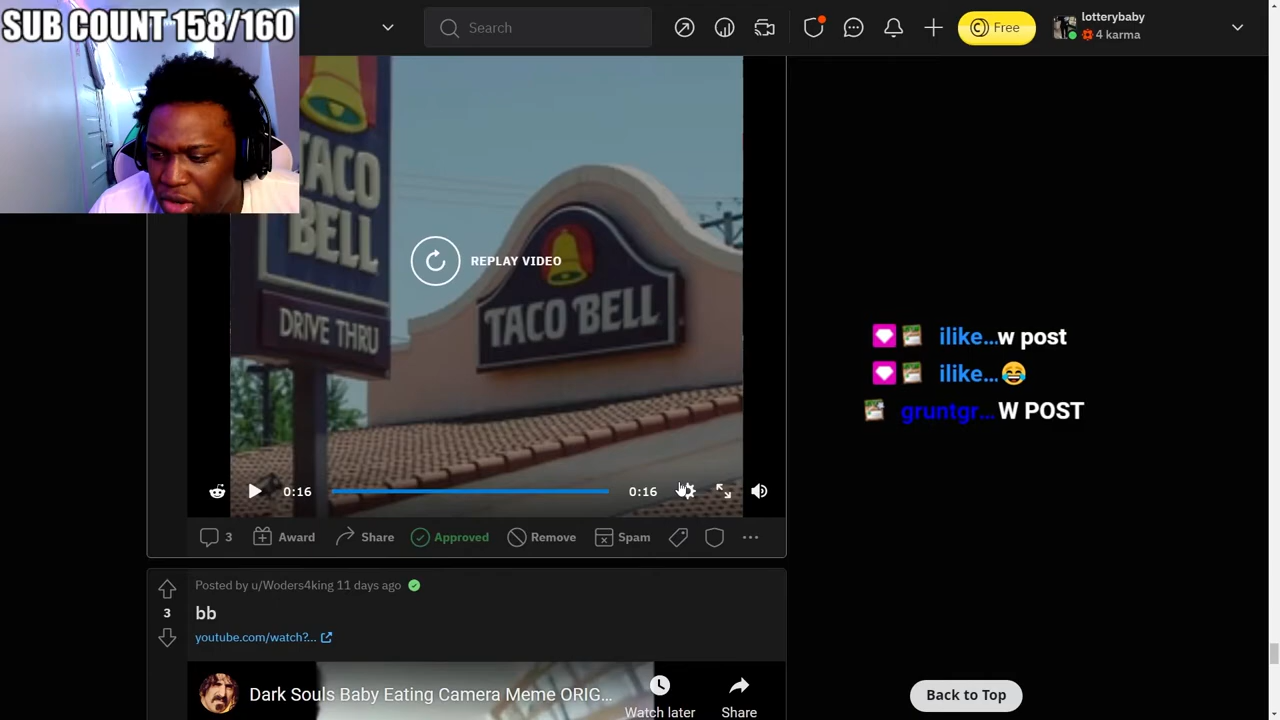 SUB COUNT 158/160
Search
Free
lotterybaby
4 karma
TACO
BELL
DRIVE THRU
TACO BELL
REPLAY VIDEO
0:16
0:16
3
Award
Share
Approved
Remove
Spam
ilike...w post
ilike...😂
gruntgr...W POST
Posted by u/Woders4king 11 days ago
3
bb
youtube.com/watch?...
Dark Souls Baby Eating Camera Meme ORIG...
Watch later
Share
Back to Top